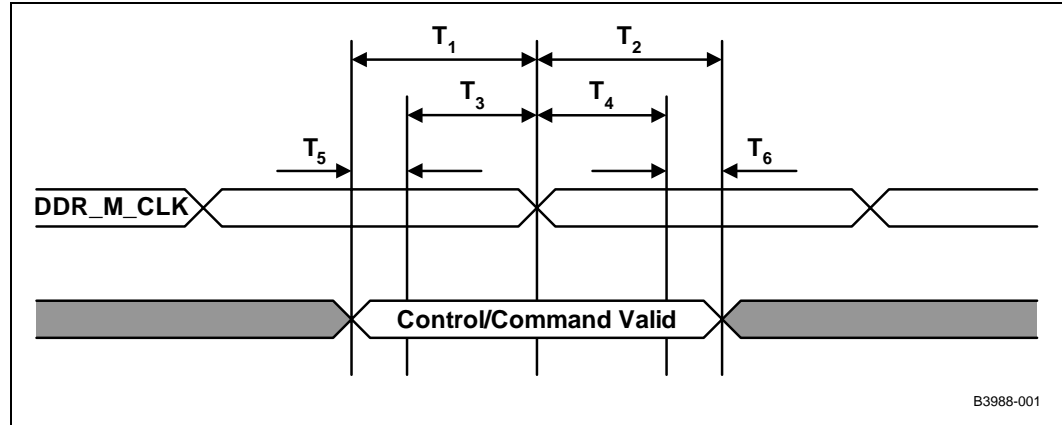 T1 T2
T3 T4
T5 T6
DDR_M_CLK
Control/Command Valid
B3988-001